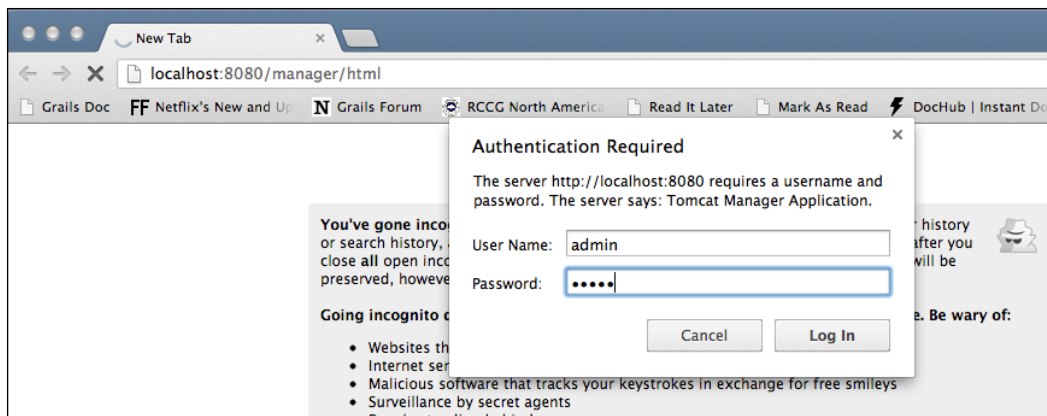 New Tab
localhost:8080/manager/html
Grails Doc FF Netflix's New and Up N Grails Forum RCCG North America Read It Later Mark As Read DocHub | Instant Do
Authentication Required
The server http://localhost:8080 requires a username and
password. The server says: Tomcat Manager Application.
User Name: admin
Password: •••••
Cancel Log In
You've gone inco
history
or search history,
after you
close all open inc
will be
preserved, howeve
Going incognito
e. Be wary of:
• Websites th
• Internet ser
• Malicious software that tracks your keystrokes in exchange for free smileys
• Surveillance by secret agents